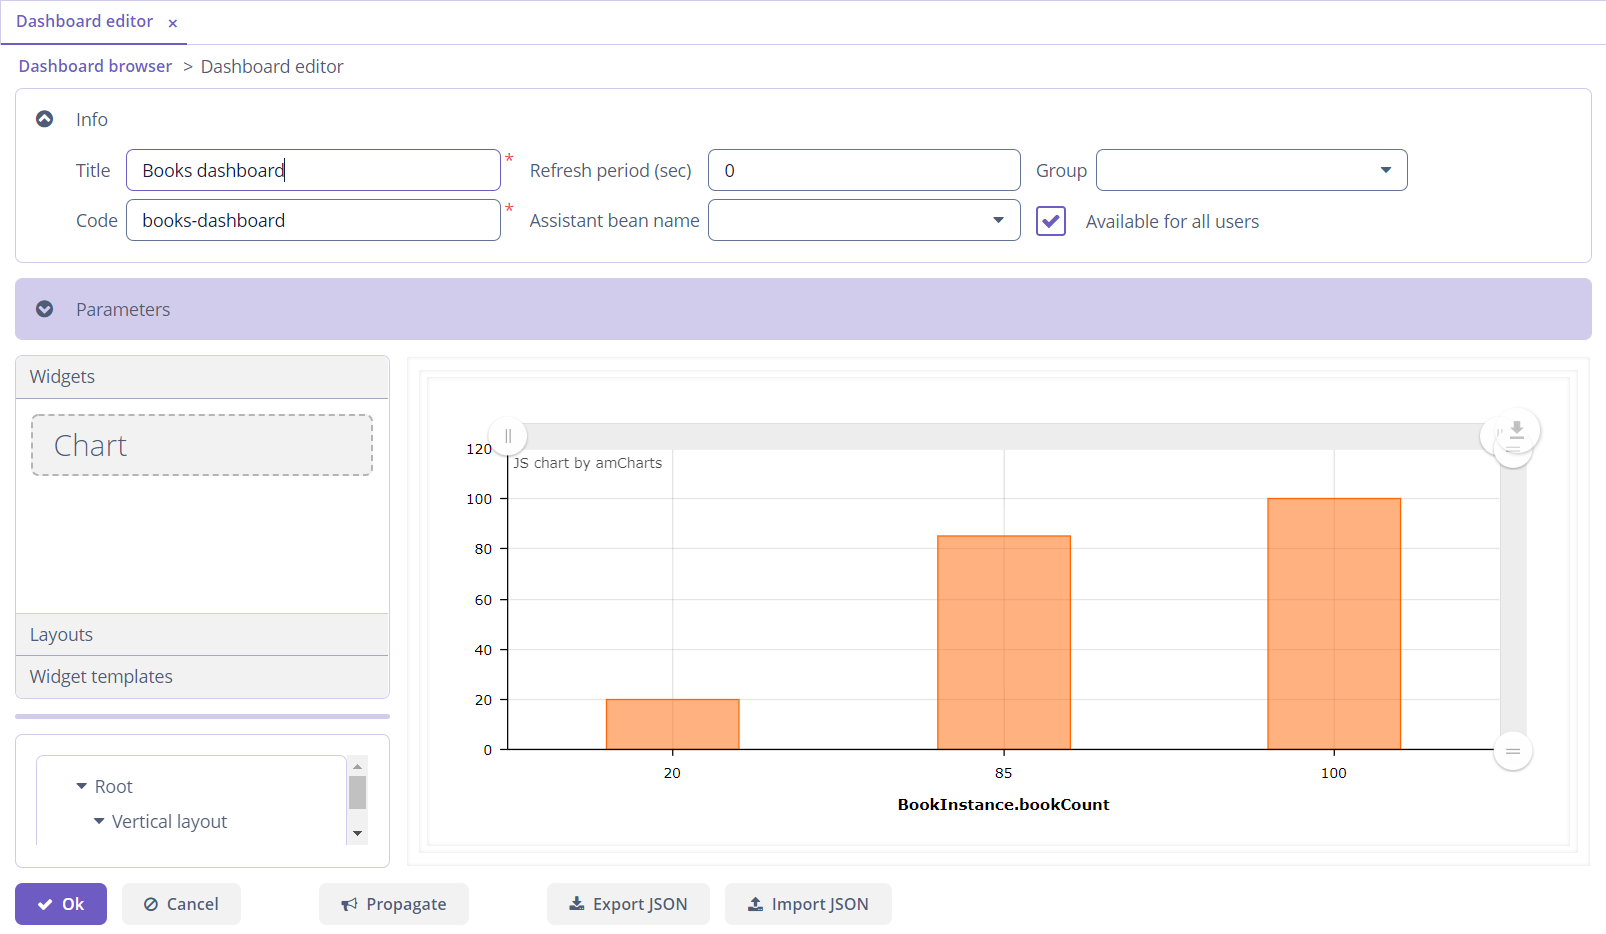 Dashboard editor ×
Dashboard browser > Dashboard editor
Info
Title Books dashboard * Refresh period (sec) 0 Group
Code books-dashboard * Assistant bean name Available for all users
Parameters
Widgets
Chart
Layouts
Widget templates
Root
Vertical layout
JS chart by amCharts
120
100
80
60
40
20
0
20 85 100
BookInstance.bookCount
Ok Cancel Propagate Export JSON Import JSON